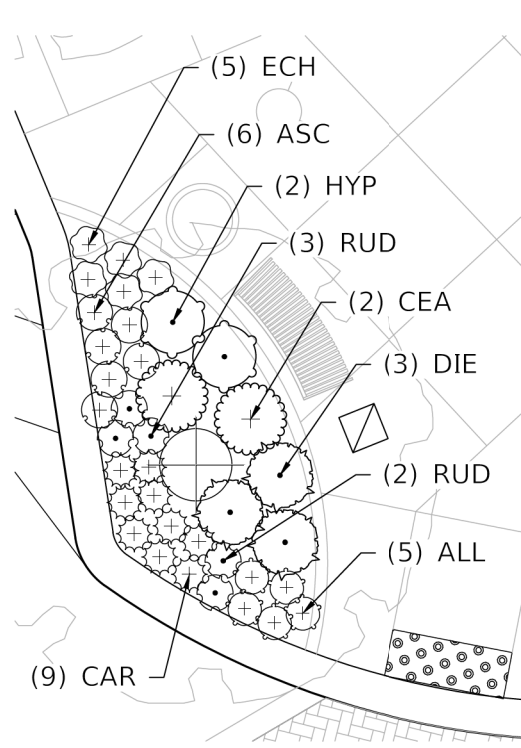 (5) ECH
(6) ASC
(2) HYP
(3) RUD
(2) CEA
(3) DIE
(2) RUD
(5) ALL
(9) CAR